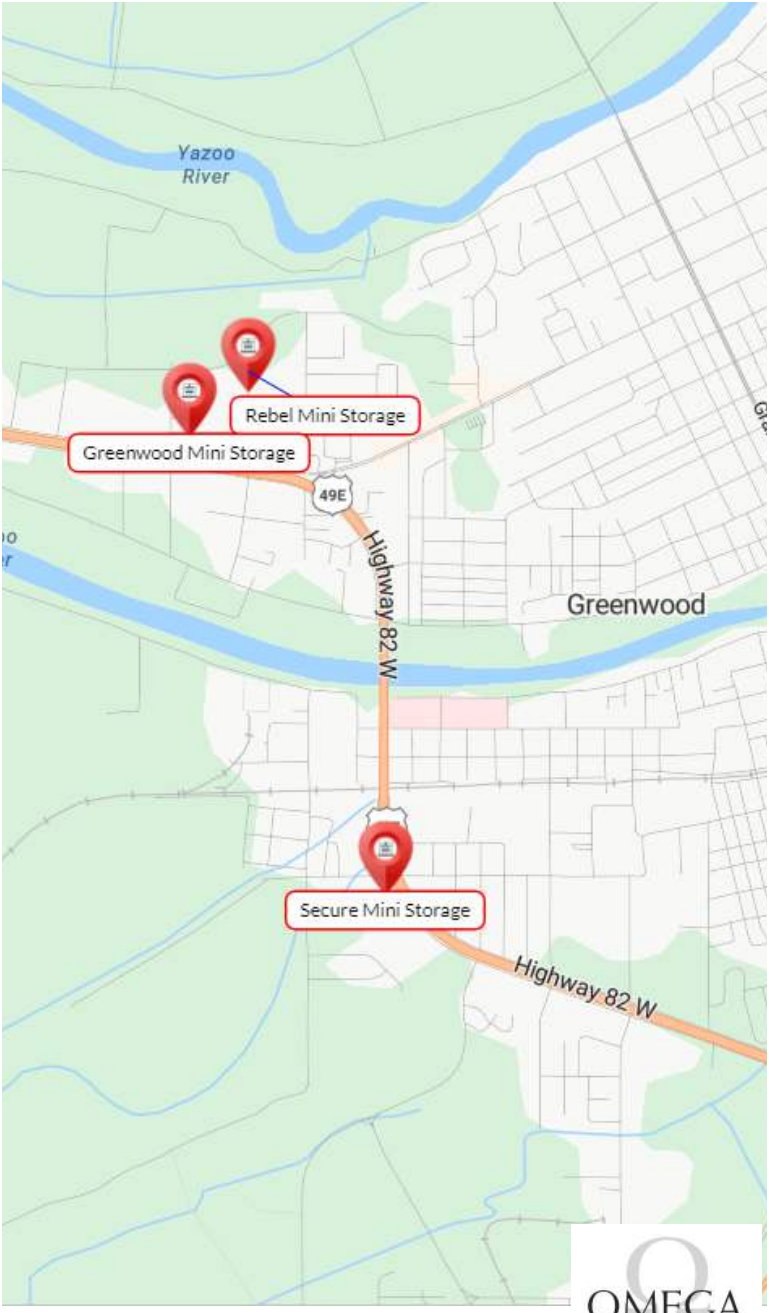 Yazoo
River
Rebel Mini Storage
Greenwood Mini Storage
49E
Highway 82 W
Greenwood
Secure Mini Storage
Highway 82 W
O
OMEGA